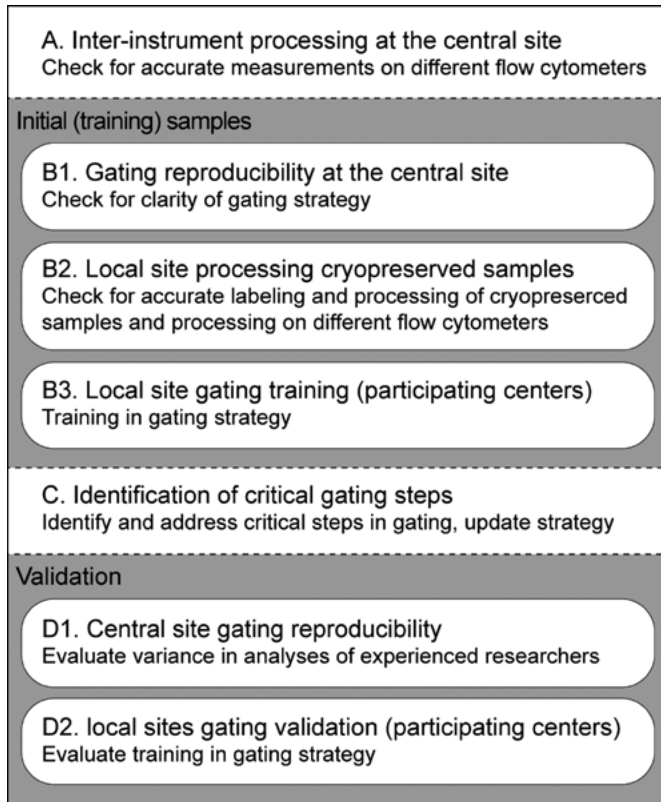 A. Inter-instrument processing at the central site
Check for accurate measurements on different flow cytometers
Initial (training) samples
B1. Gating reproducibility at the central site
Check for clarity of gating strategy
B2. Local site processing cryopreserved samples
Check for accurate labeling and processing of cryopreserced
samples and processing on different flow cytometers
B3. Local site gating training (participating centers)
Training in gating strategy
C. Identification of critical gating steps
Identify and address critical steps in gating, update strategy
Validation
D1. Central site gating reproducibility
Evaluate variance in analyses of experienced researchers
D2. local sites gating validation (participating centers)
Evaluate training in gating strategy